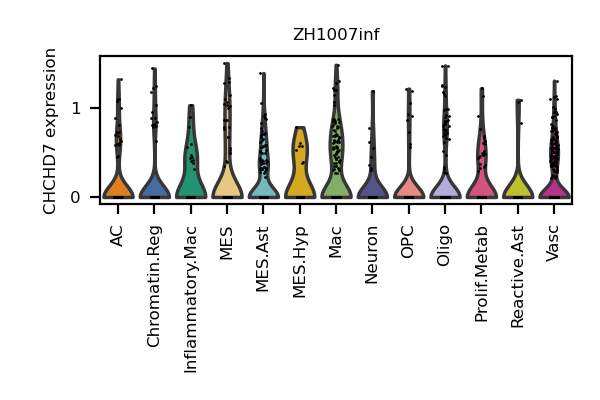 ZH1007inf
CHCHD7 expression
1
0
AC
Chromatin.Reg
Inflammatory.Mac
MES
MES.Ast
MES.Hyp
Mac
Neuron
OPC
Oligo
Prolif.Metab
Reactive.Ast
Vasc